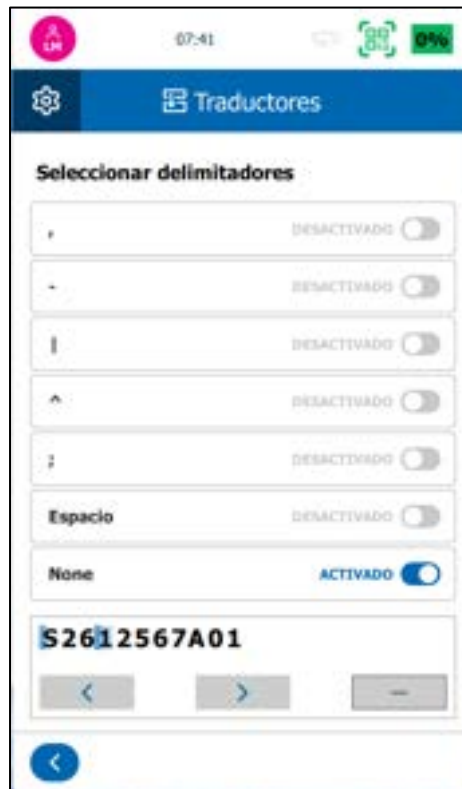 LM 07:41 0%
Traductores
Seleccionar delimitadores
, DESACTIVADO
- DESACTIVADO
| DESACTIVADO
^ DESACTIVADO
; DESACTIVADO
Espacio DESACTIVADO
None ACTIVADO
S2612567A01
< > —
<